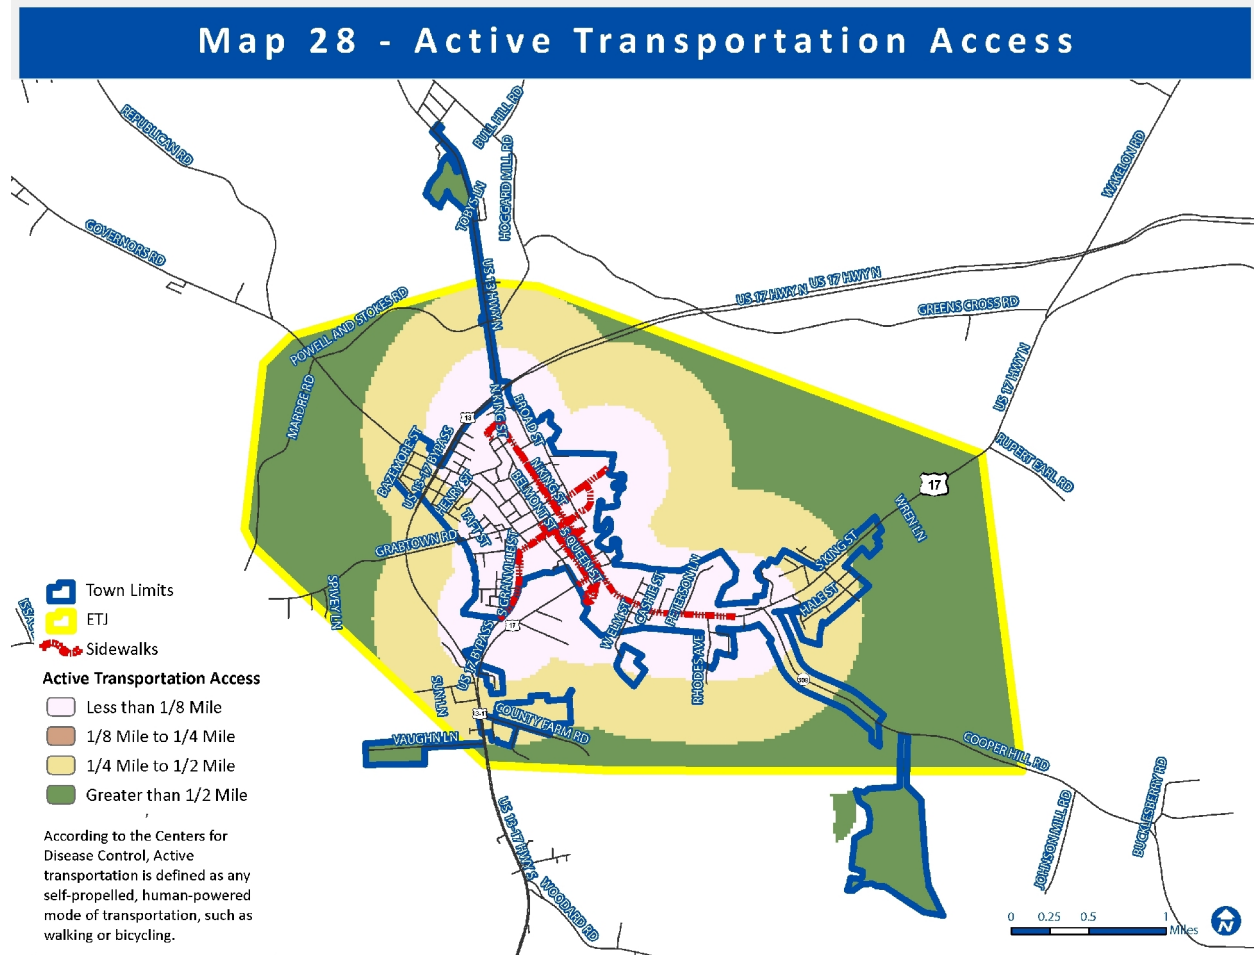 Map 28 - Active Transportation Access
REPUBLICAN RD
BULL HILL RD
HOGGARD MILL RD
WAKELON RD
TOBYS LN
GOVERNORS RD
US 13 HWY N
US 17 HWY N
US 17 HWY N
GREENS CROSS RD
POWELL AND STOKES RD
MADRE RD
US 17 HWY N
N KING ST
BROAD ST
13
BAZEMORE ST
US 13-17 BYPASS
HENRY ST
N KING ST
BELMONT ST
TAFT ST
S QUEEN ST
GRABTOWN RD
S GRANVILLE ST
RUPERT EARL RD
17
WREN LN
S KING ST
HALE ST
PETERSON LN
CASHIE ST
RHODES AVE
17
US 17 BYPASS
308
13-17
COUNTY FARM RD
VAUGHN LN
COOPER HILL RD
JOHNSON MILL RD
BUCKLESBERRY RD
US 13-17 HWY S
WOODARD RD
Town Limits
ETJ
Sidewalks
Active Transportation Access
Less than 1/8 Mile
1/8 Mile to 1/4 Mile
1/4 Mile to 1/2 Mile
Greater than 1/2 Mile
According to the Centers for
Disease Control, Active
transportation is defined as any
self-propelled, human-powered
mode of transportation, such as
walking or bicycling.
0 0.25 0.5 1
Miles
N